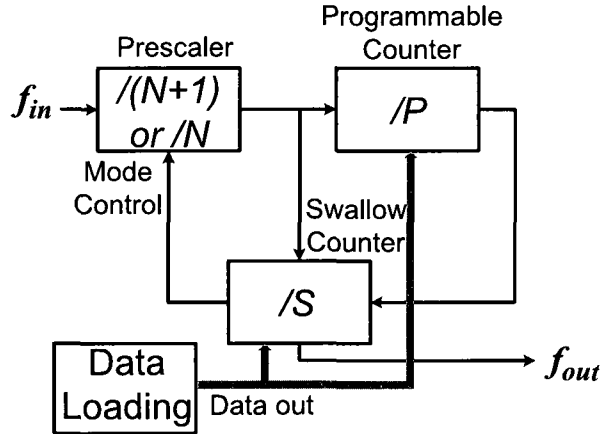 Programmable
Counter
Prescaler
/(N+1)
or /N
/P
f_in
Mode
Control
Swallow
Counter
/S
Data
Loading
Data out
f_out